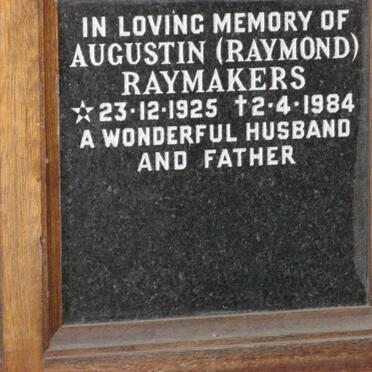 IN LOVING MEMORY OF
AUGUSTIN (RAYMOND)
RAYMAKERS
☆ 23·12·1925 †2·4·1984
A WONDERFUL HUSBAND
AND FATHER